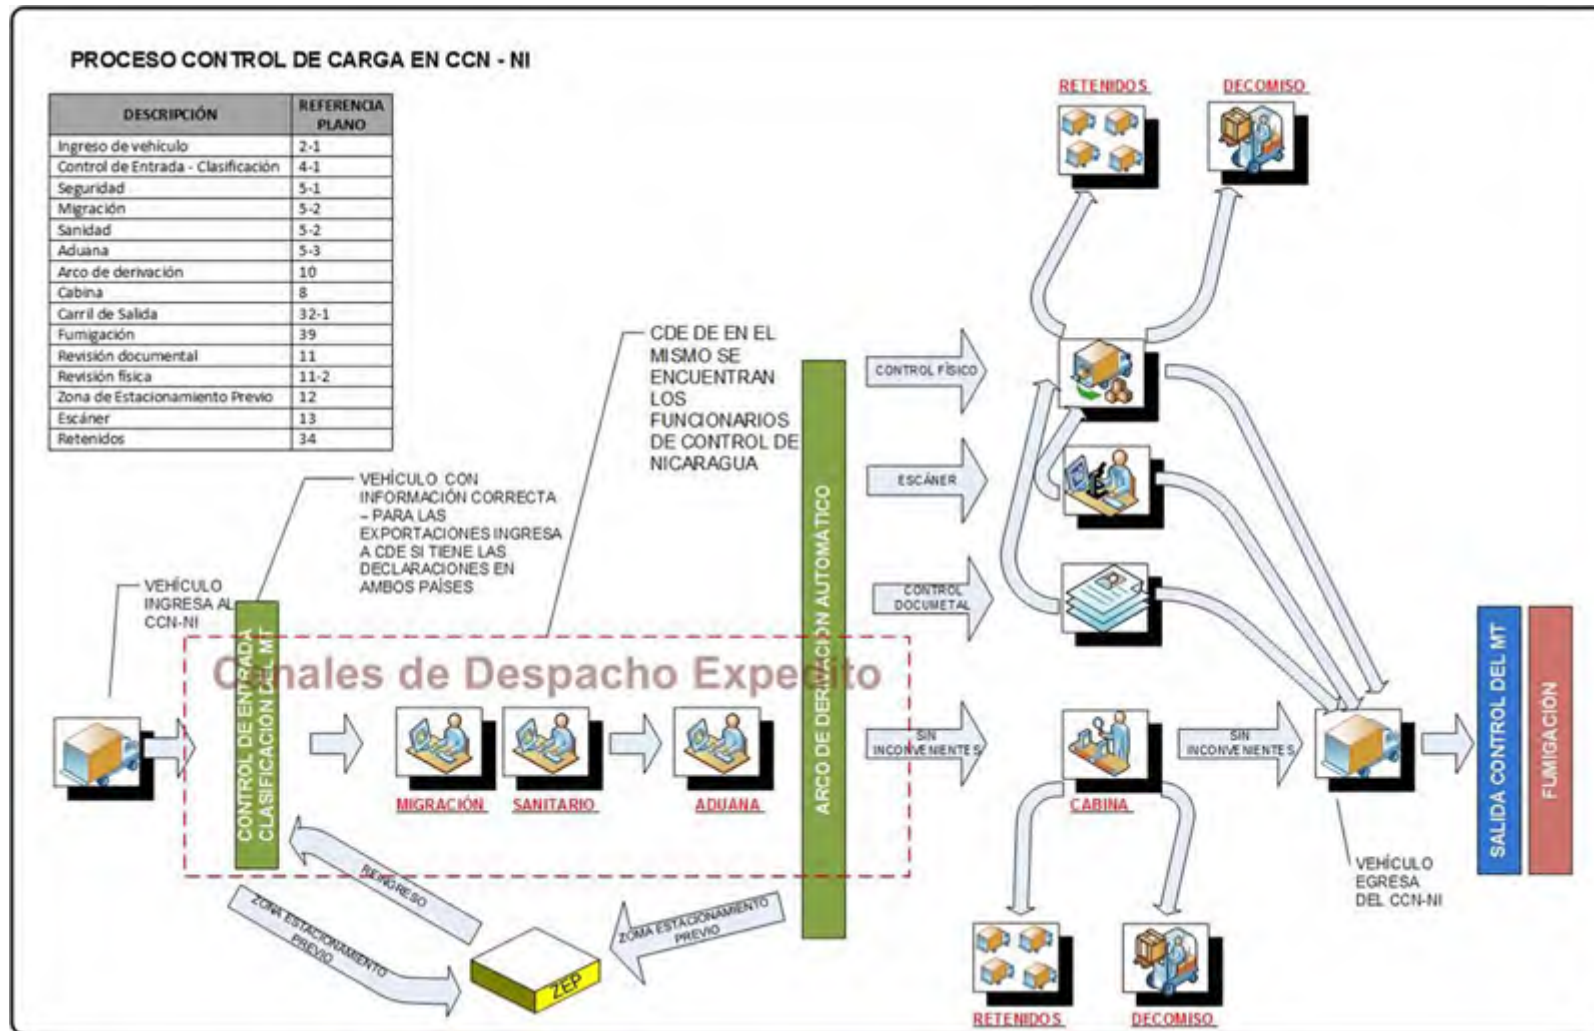 PROCESO CONTROL DE CARGA EN CCN - NI
DESCRIPCIÓN REFERENCIA PLANO
Ingreso de vehículo 2-1
Control de Entrada - Clasificación 4-1
Seguridad 5-1
Migración 5-2
Sanidad 5-2
Aduana 5-3
Arco de derivación 10
Cabina 8
Carril de Salida 32-1
Fumigación 39
Revisión documental 11
Revisión física 11-2
Zona de Estacionamiento Previo 12
Escáner 13
Retenidos 34
VEHÍCULO
INGRESA AL
CCN-NI
VEHÍCULO CON
INFORMACIÓN CORRECTA
– PARA LAS
EXPORTACIONES INGRESA
A CDE SI TIENE LAS
DECLARACIONES EN
AMBOS PAÍSES
CDE DE EN EL
MISMO SE
ENCUENTRAN
LOS
FUNCIONARIOS
DE CONTROL DE
NICARAGUA
Canales de Despacho Expedito
CONTROL DE ENTRADA
CLASIFICACIÓN DEL MT
MIGRACIÓN
SANITARIO
ADUANA
ARCO DE DERIVACIÓN AUTOMÁTICO
REINGRESO
ZONA ESTACIONAMIENTO
PREVIO
ZEP
ZOMA ESTACIONAMIENTO
PREVIO
CONTROL FÍSICO
ESCÁNER
CONTROL
DOCUMETAL
SIN
INCONVENIENTES
RETENIDOS
DECOMISO
CABINA
SIN
INCONVENIENTES
RETENIDOS
DECOMISO
VEHÍCULO
EGRESA
DEL CCN-NI
SALIDA CONTROL DEL MT
FUMIGACIÓN